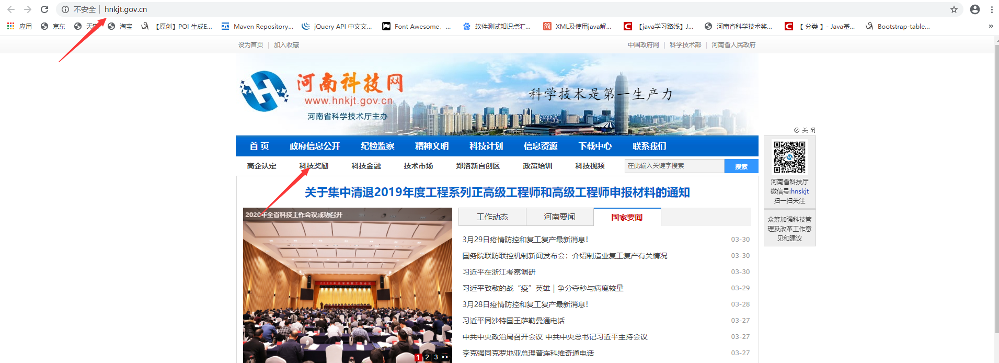 不安全 hnkjt.gov.cn
应用 京东 淘宝 【原创】POI 生成E... Maven Repository... jQuery API 中文文... Font Awesome，... 软件测试知识点汇... XML及使用java解... 【java学习路线】J... 河南省科学技术奖... 【 分类 】- Java基... Bootstrap-table... »
设为首页 | 加入收藏 中国政府网 | 科学技术部 | 河南省人民政府
河南科技网
www.hnkjt.gov.cn
河南省科学技术厅主办
科学技术是第一生产力
关闭
首 页 政府信息公开 纪检监察 精神文明 科技计划 信息资源 下载中心 联系我们
高企认定 科技奖励 科技金融 技术市场 郑洛新自创区 政策培训 科技视频 在此输入关键字搜索 搜索
河南省科技厅
微信号:hnskjt
扫一扫关注
众筹加强科技管
理及改革工作意
见和建议
关于集中清退2019年度工程系列正高级工程师和高级工程师申报材料的通知
2020年全省科技工作会议成功召开
1 2 3 >>
工作动态 河南要闻 国家要闻
3月29日疫情防控和复工复产最新消息！ 03-30
国务院联防联控机制新闻发布会：介绍制造业复工复产有关情况 03-30
习近平在浙江考察调研 03-30
习近平致敬的战“疫”英雄 | 争分夺秒与病魔较量 03-29
3月28日疫情防控和复工复产最新消息！ 03-28
习近平同沙特国王萨勒曼通电话 03-27
中共中央政治局召开会议 中共中央总书记习近平主持会议 03-27
李克强同克罗地亚总理普连科维奇通电话 03-27